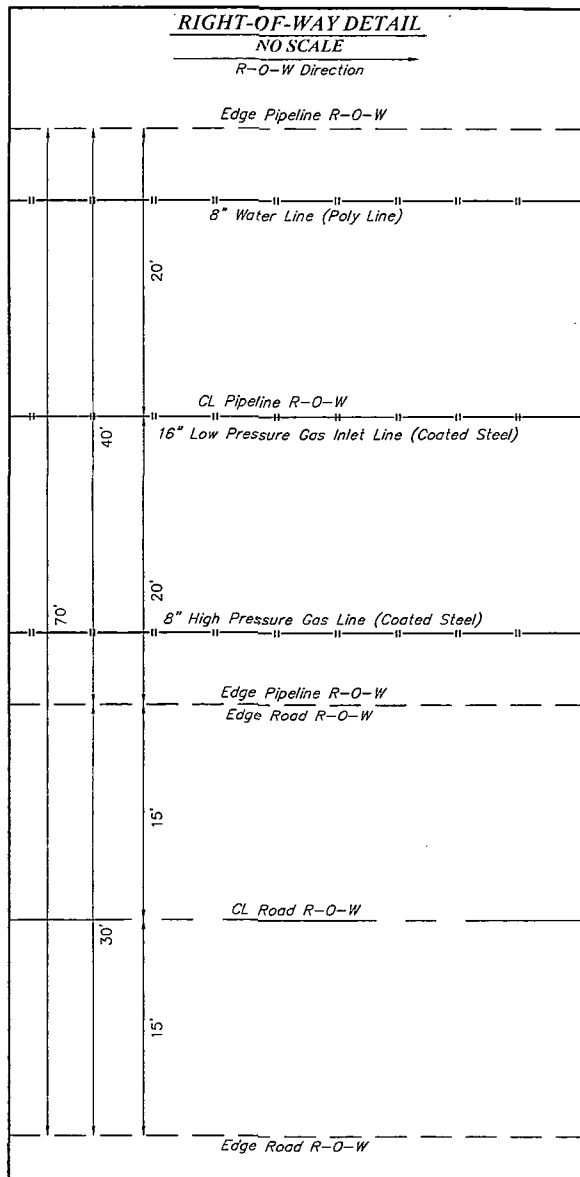 RIGHT-OF-WAY DETAIL
NO SCALE
R-O-W Direction
Edge Pipeline R-O-W
8" Water Line (Poly Line)
20'
CL Pipeline R-O-W
16" Low Pressure Gas Inlet Line (Coated Steel)
40'
20'
70'
8" High Pressure Gas Line (Coated Steel)
Edge Pipeline R-O-W
Edge Road R-O-W
15'
CL Road R-O-W
30'
15'
Edge Road R-O-W